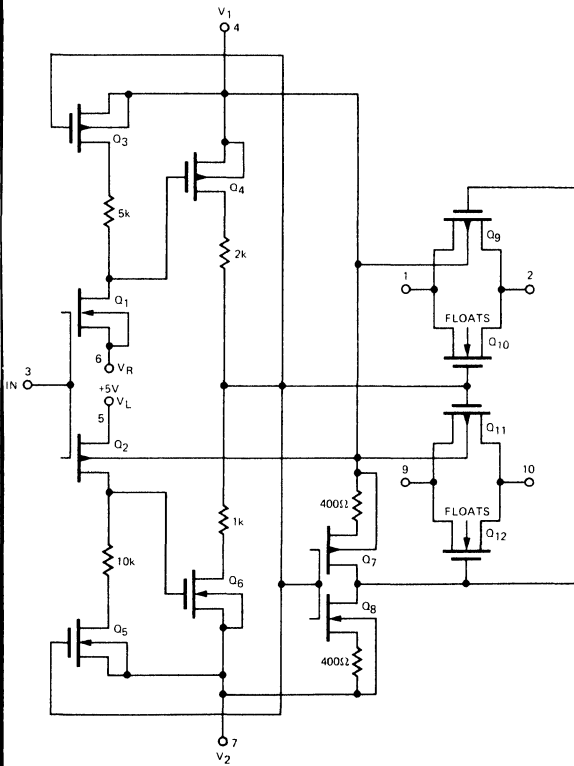 V1
4
Q3
Q4
5k
2k
Q9
1
2
Q1
FLOATS
Q10
6
VR
3
IN
+5V
VL
5
Q2
Q11
9
10
400Ω
FLOATS
Q12
1k
Q7
10k
Q6
Q8
Q5
400Ω
7
V2